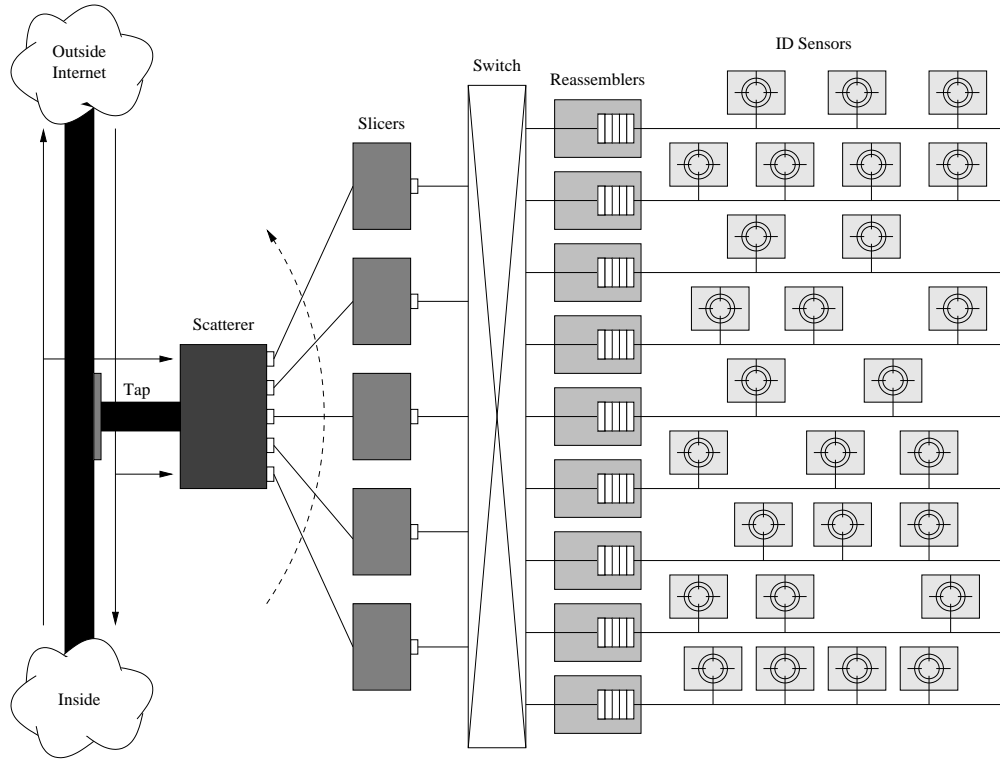 Outside
Internet
ID Sensors
Switch
Reassemblers
Slicers
Scatterer
Tap
Inside